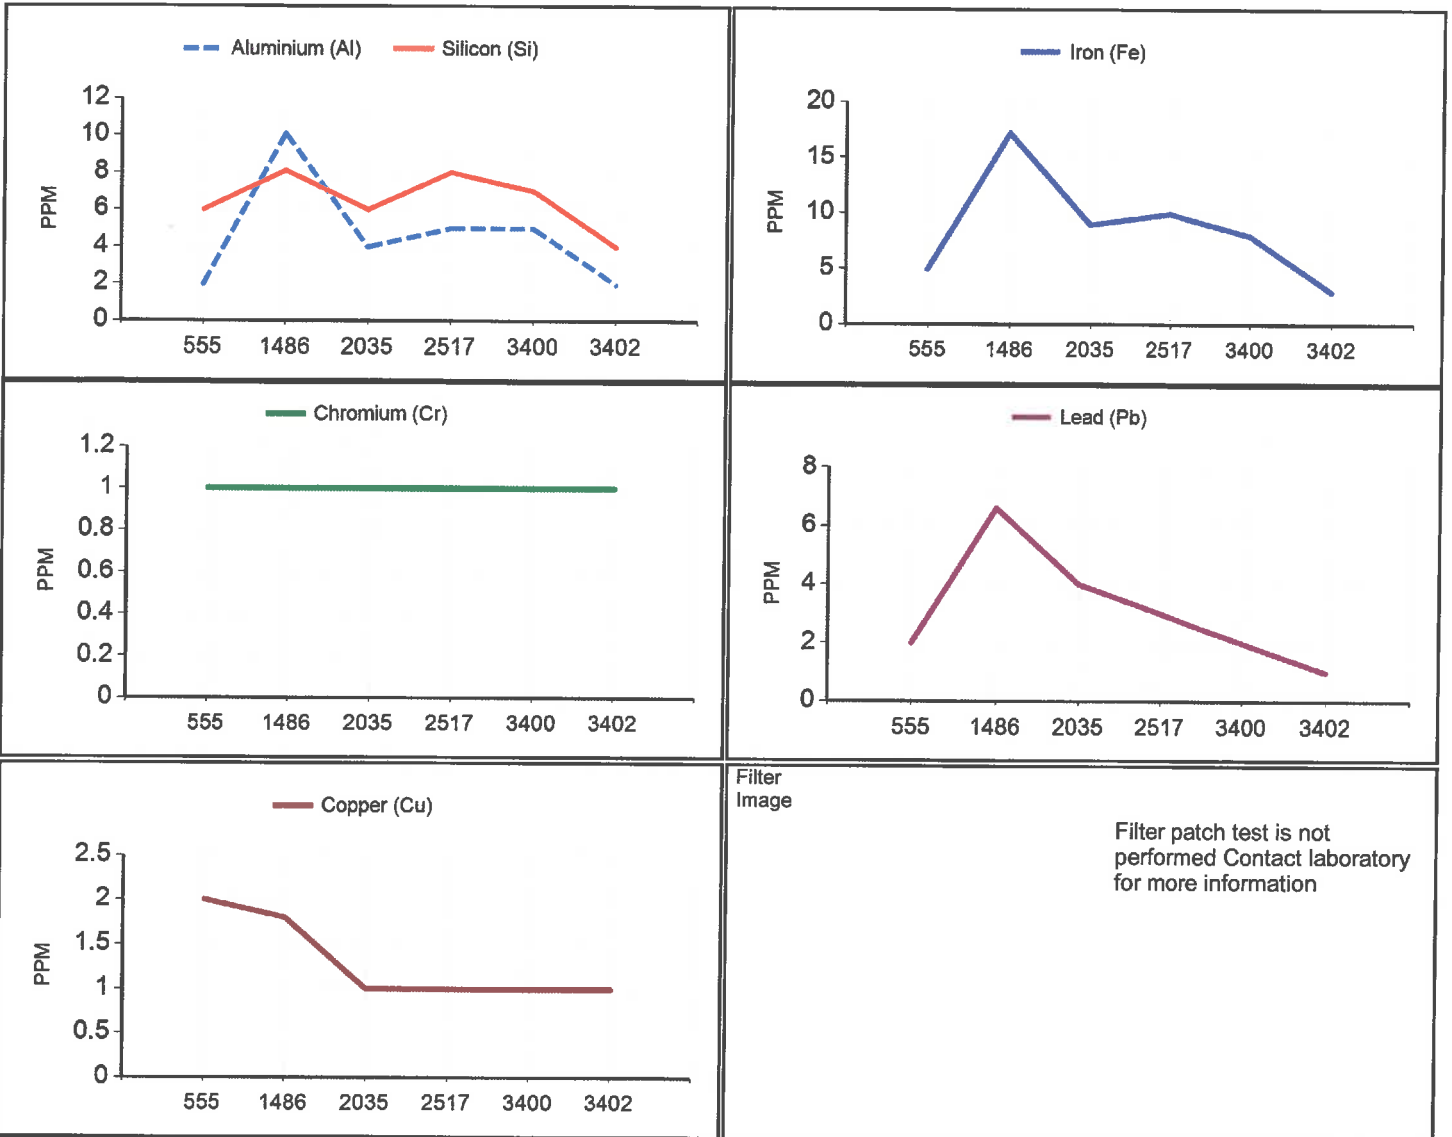 Aluminium (Al) Silicon (Si)
PPM
12
10
8
6
4
2
0
555 1486 2035 2517 3400 3402
Iron (Fe)
PPM
20
15
10
5
0
555 1486 2035 2517 3400 3402
Chromium (Cr)
PPM
1.2
1
0.8
0.6
0.4
0.2
0
555 1486 2035 2517 3400 3402
Lead (Pb)
PPM
8
6
4
2
0
555 1486 2035 2517 3400 3402
Copper (Cu)
PPM
2.5
2
1.5
1
0.5
0
555 1486 2035 2517 3400 3402
Filter
Image
Filter patch test is not
performed Contact laboratory
for more information